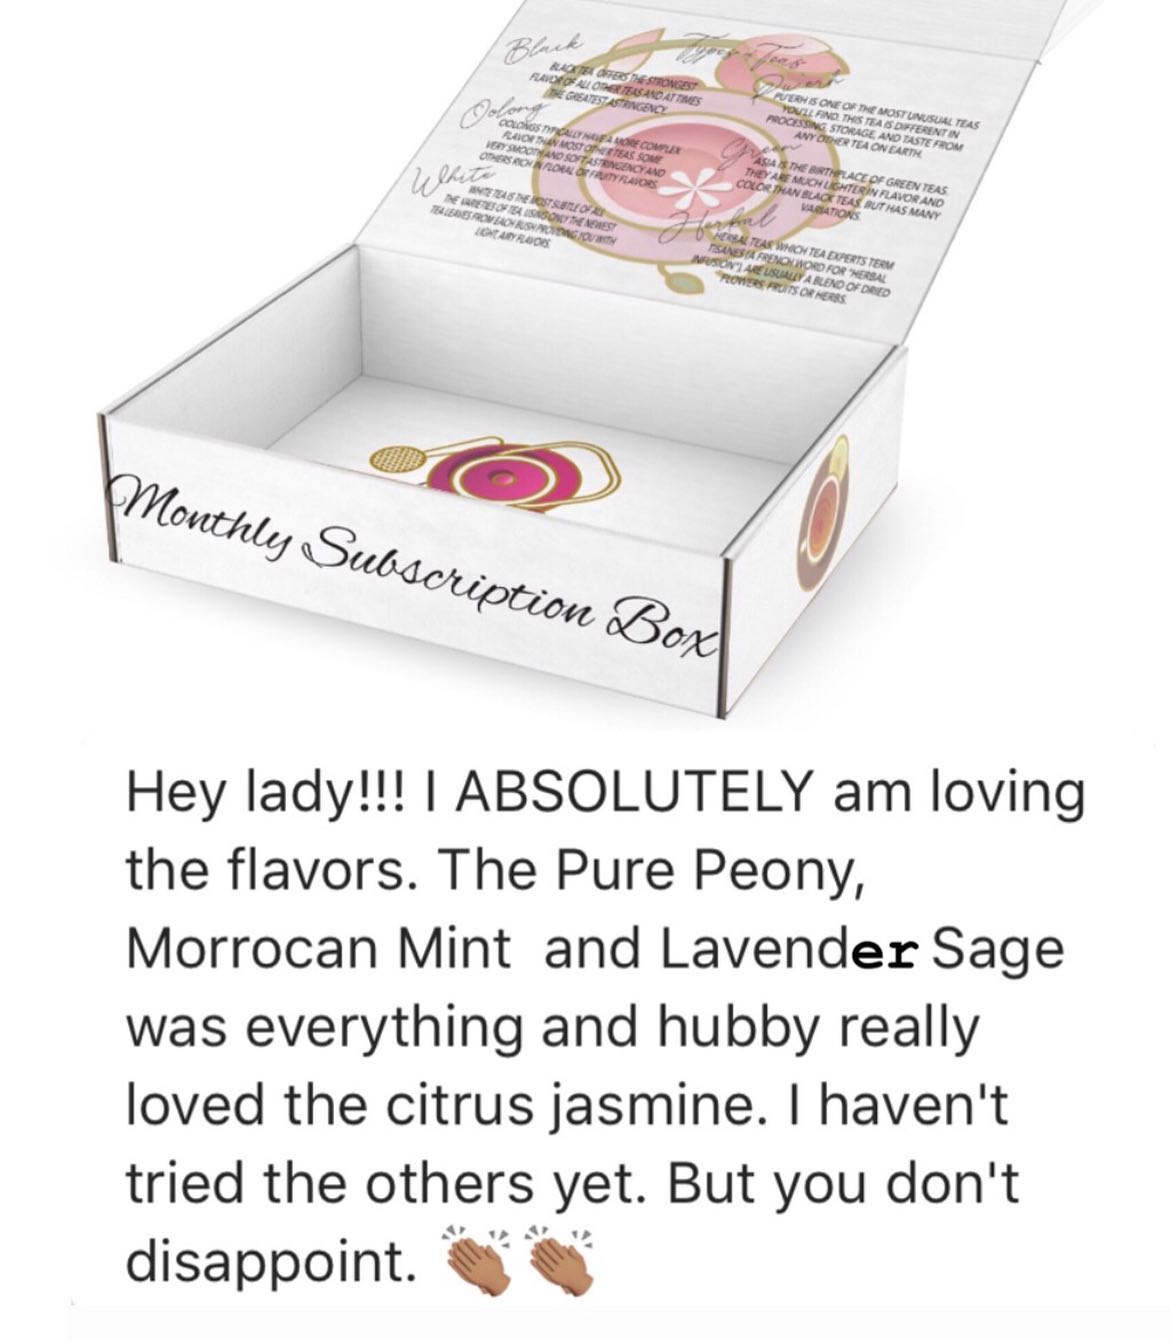 Types of Teas
Black
BLACK TEA OFFERS THE STRONGEST
FLAVOR OF ALL OTHER TEAS AND AT TIMES
THE GREATEST ASTRINGENCY.
Oolong
OOLONGS TYPICALLY HAVE A MORE COMPLEX
FLAVOR THAN MOST OTHER TEAS. SOME
VERY SMOOTH AND SOFT ASTRINGENCY AND
OTHERS RICH IN FLORAL OR FRUITY FLAVORS.
White
WHITE TEA IS THE MOST SUBTLE OF ALL
THE VARIETIES OF TEA, USING ONLY THE NEWEST
TEA LEAVES FROM EACH BUSH PROVIDING YOU WITH
LIGHT, AIRY FLAVORS.
Pu'erh
PU'ERH IS ONE OF THE MOST UNUSUAL TEAS
YOU'LL FIND. THIS TEA IS DIFFERENT IN
PROCESSING, STORAGE, AND TASTE FROM
ANY OTHER TEA ON EARTH.
Green
ASIA IS THE BIRTHPLACE OF GREEN TEAS.
THEY ARE MUCH LIGHTER IN FLAVOR AND
COLOR THAN BLACK TEAS, BUT HAS MANY
VARIATIONS.
Herbal
HERBAL TEAS, WHICH TEA EXPERTS TERM
TISANES (A FRENCH WORD FOR "HERBAL
INFUSION"), ARE USUALLY A BLEND OF DRIED
FLOWERS, FRUITS OR HERBS.
Monthly Subscription Box
Hey lady!!! I ABSOLUTELY am loving
the flavors. The Pure Peony,
Morrocan Mint and Lavender Sage
was everything and hubby really
loved the citrus jasmine. I haven't
tried the others yet. But you don't
disappoint. 👏🏽👏🏽